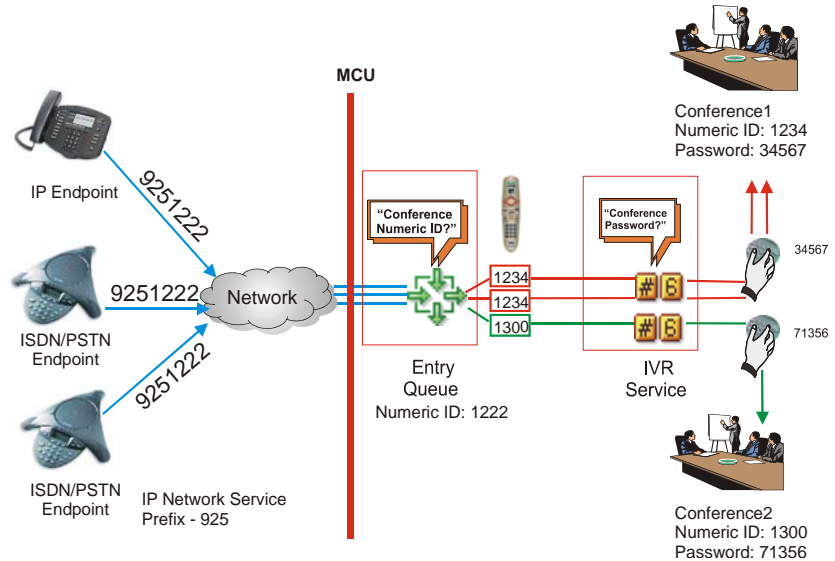 MCU
Conference1
Numeric ID: 1234
Password: 34567
IP Endpoint
9251222
"Conference
Numeric ID?"
"Conference
Password?"
34567
9251222
Network
1234
1234
1300
# 6
# 6
71356
ISDN/PSTN
Endpoint
9251222
Entry
Queue
Numeric ID: 1222
IVR
Service
ISDN/PSTN
Endpoint
IP Network Service
Prefix - 925
Conference2
Numeric ID: 1300
Password: 71356